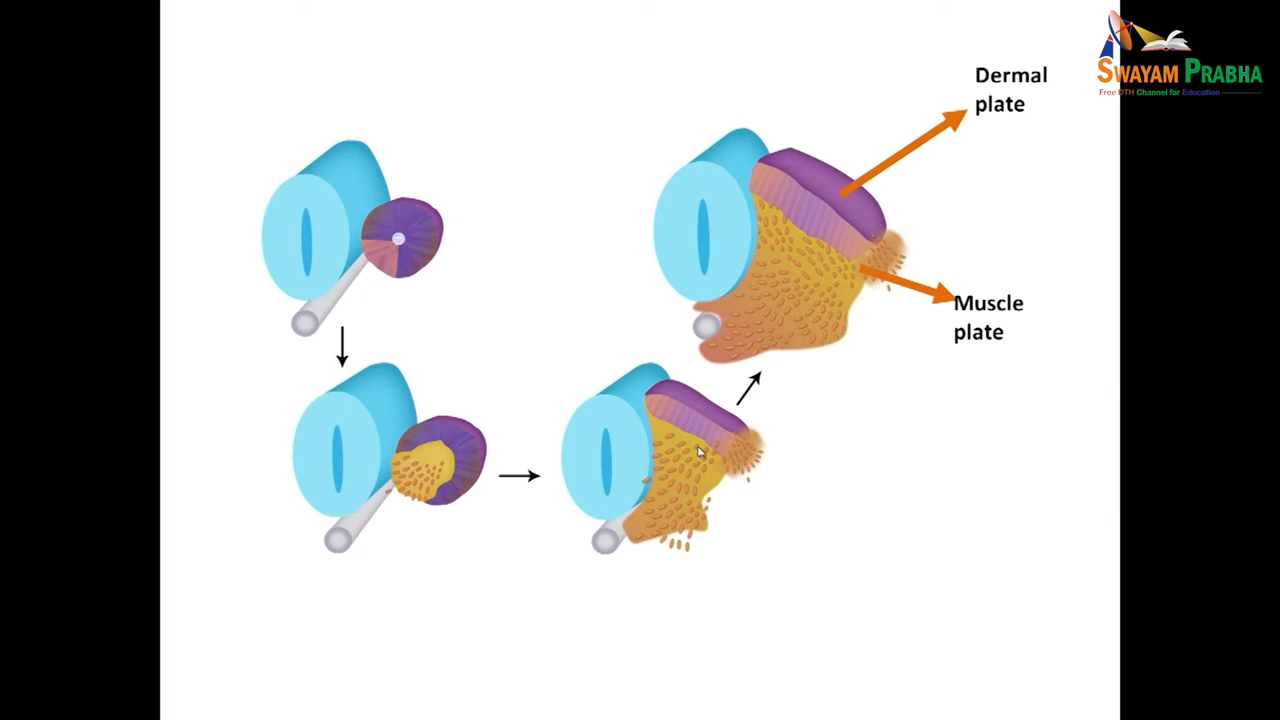 SWAYAM PRABHA
Free DTH Channel for Education
Dermal
plate
Muscle
plate